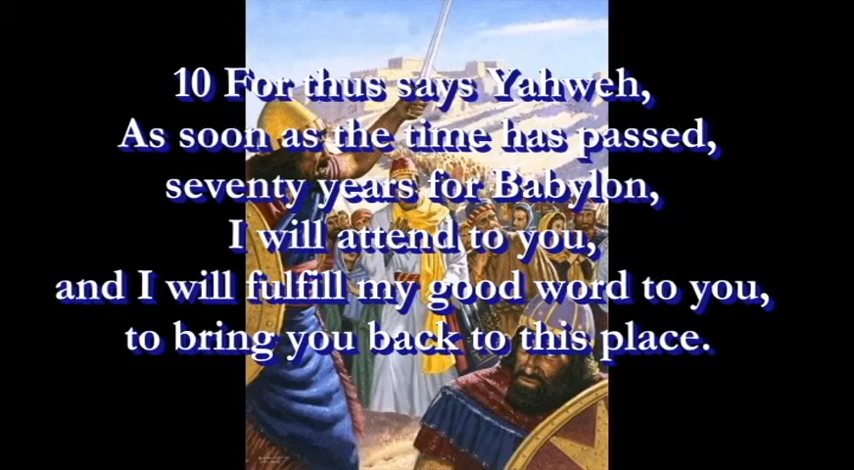 10 For thus says Yahweh,
As soon as the time has passed,
seventy years for Babylon,
I will attend to you,
and I will fulfill my good word to you,
to bring you back to this place.